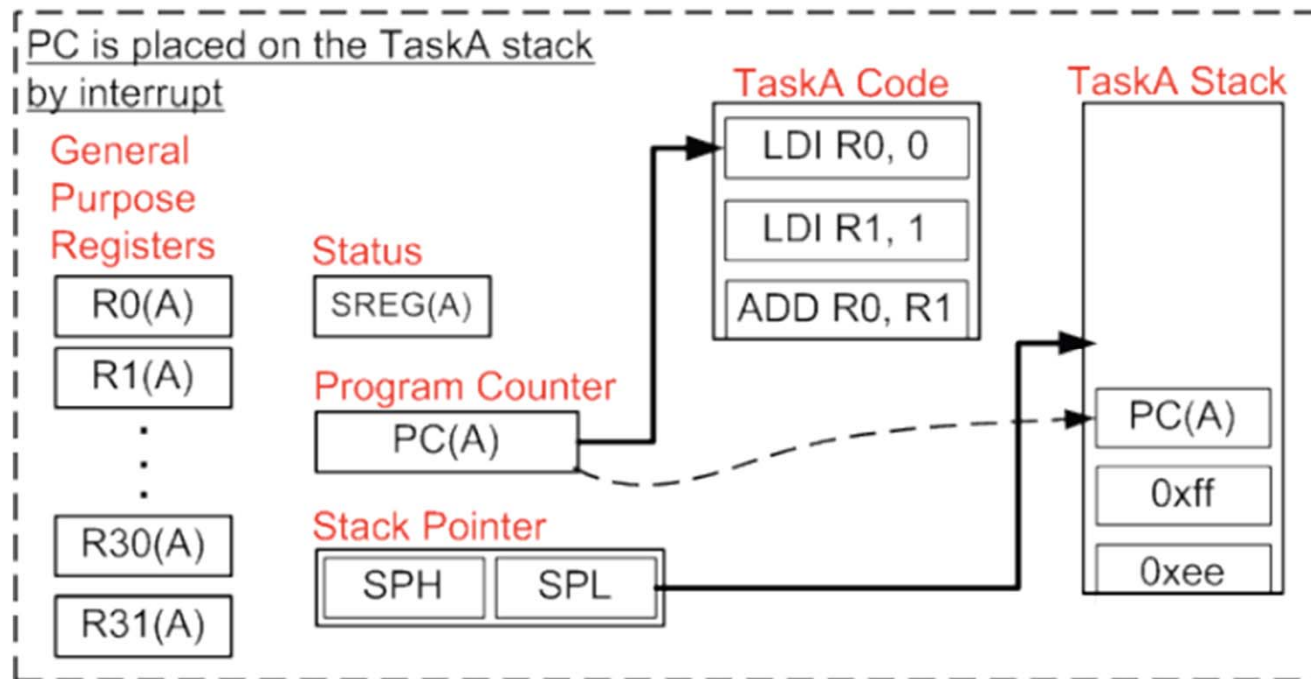 PC is placed on the TaskA stack
by interrupt
General
Purpose
Registers
R0(A)
R1(A)
R30(A)
R31(A)
Status
SREG(A)
Program Counter
PC(A)
Stack Pointer
SPH
SPL
TaskA Code
LDI R0, 0
LDI R1, 1
ADD R0, R1
TaskA Stack
PC(A)
0xff
0xee